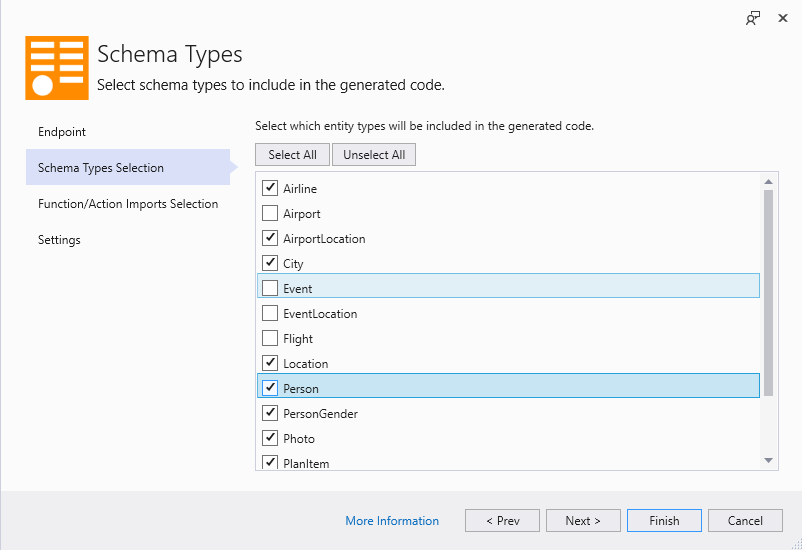 Schema Types
Select schema types to include in the generated code.
Endpoint
Schema Types Selection
Function/Action Imports Selection
Settings
Select which entity types will be included in the generated code.
Select All
Unselect All
Airline
Airport
AirportLocation
City
Event
EventLocation
Flight
Location
Person
PersonGender
Photo
PlanItem
More Information
< Prev
Next >
Finish
Cancel